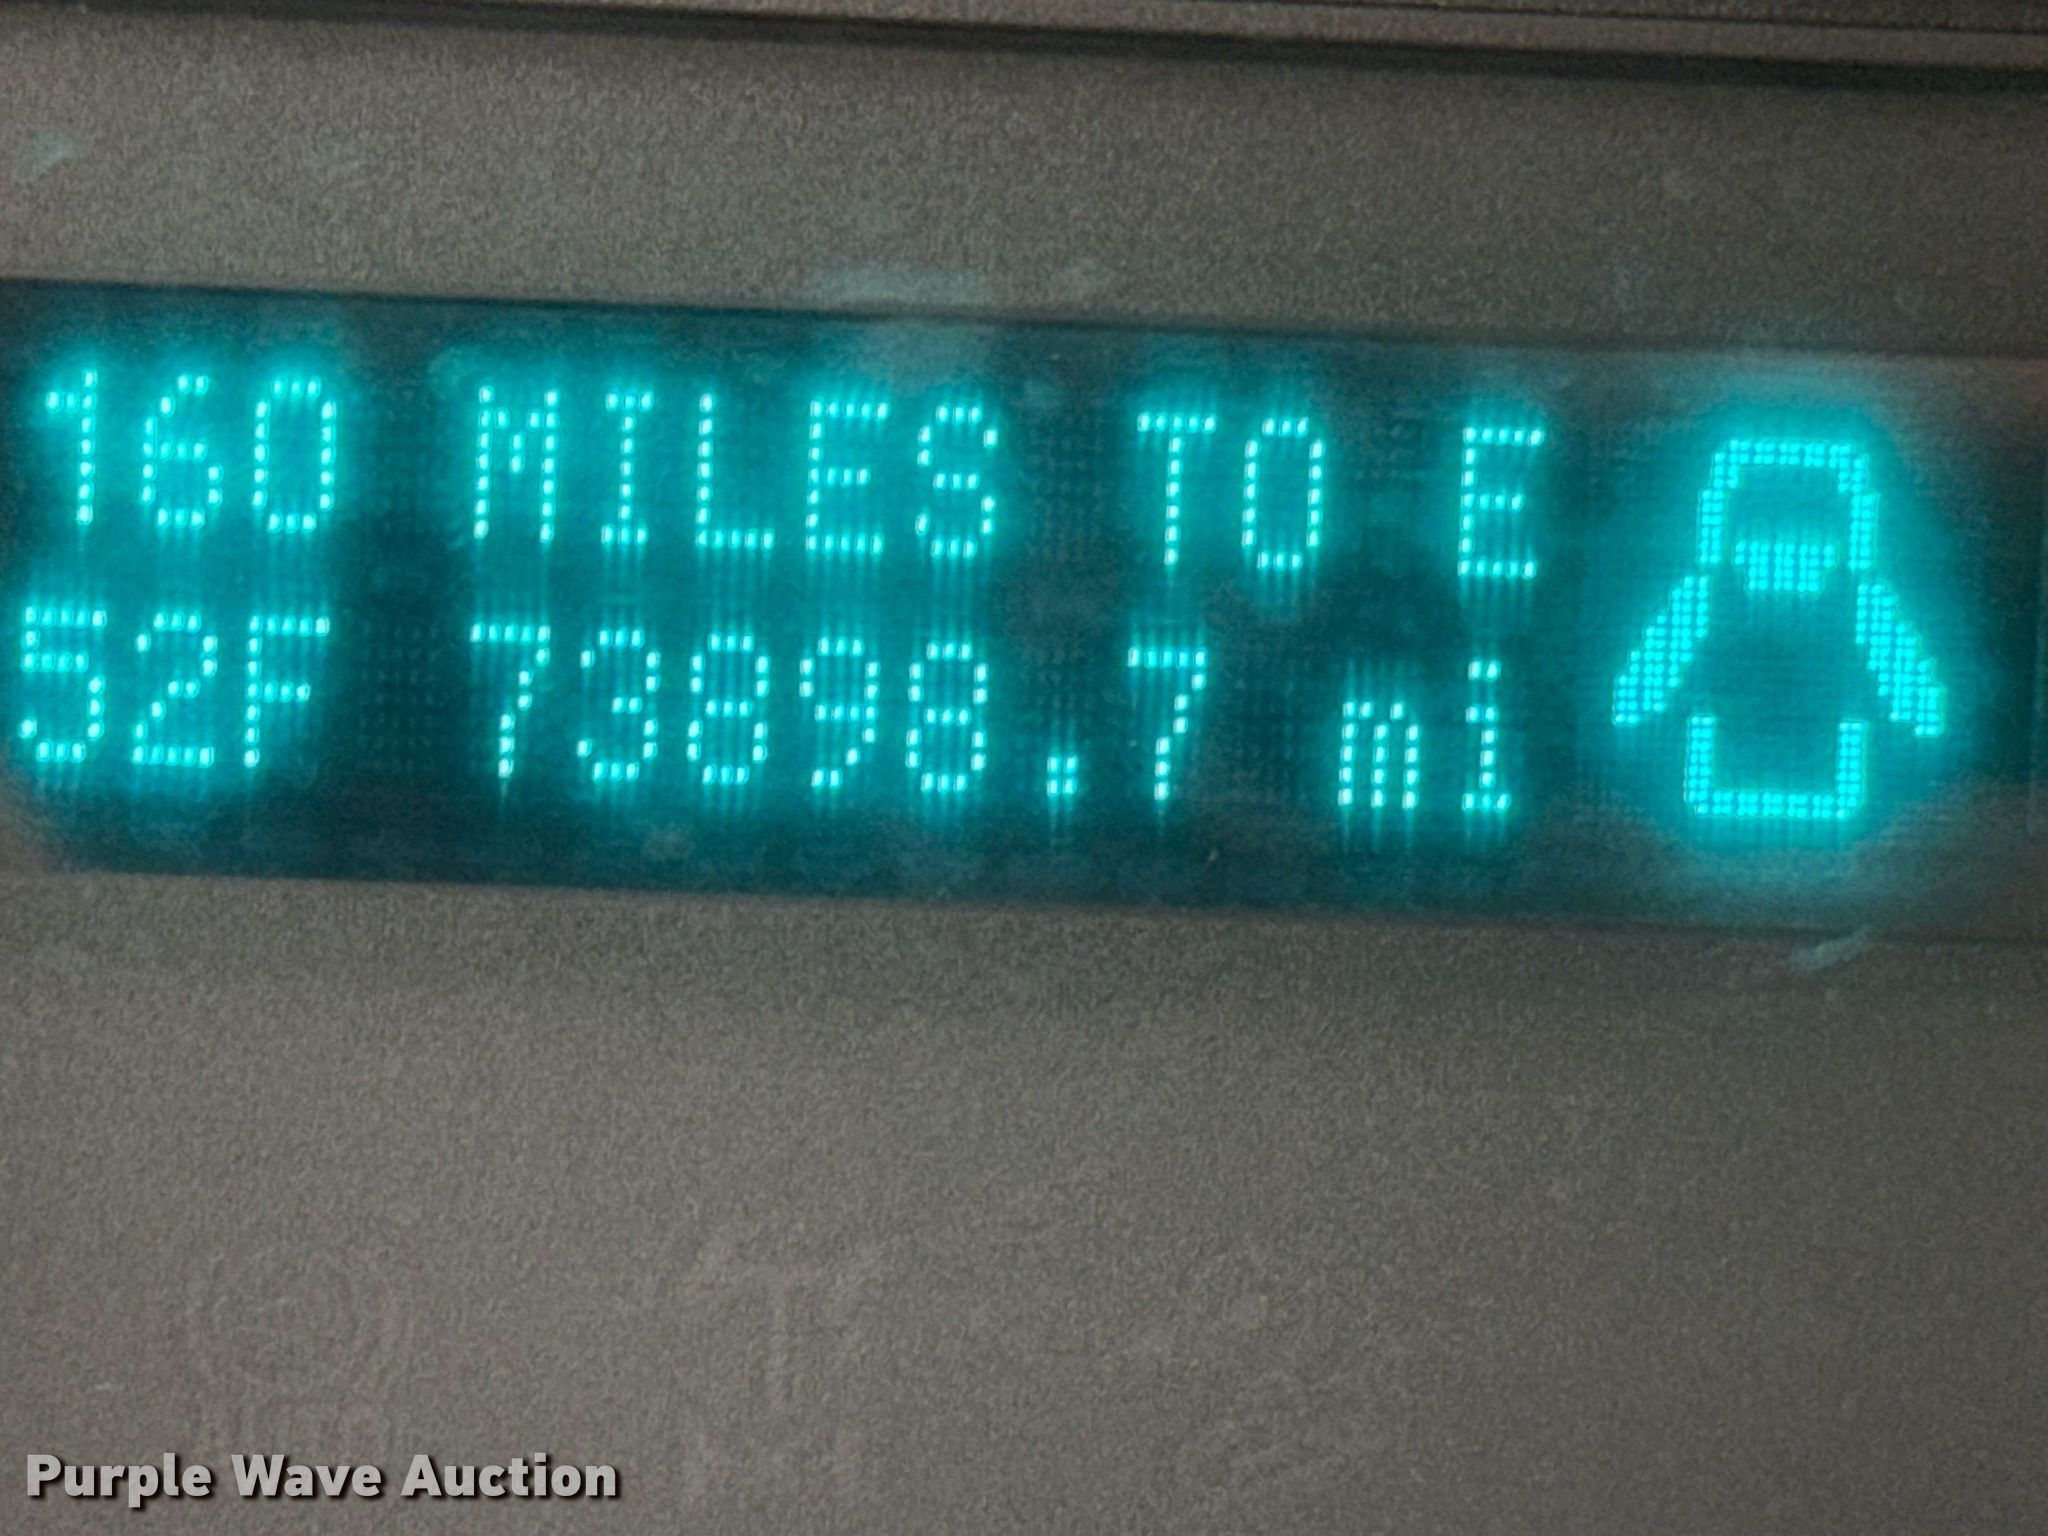 160 MILES TO E
52F 73898.7 mi
Purple Wave Auction